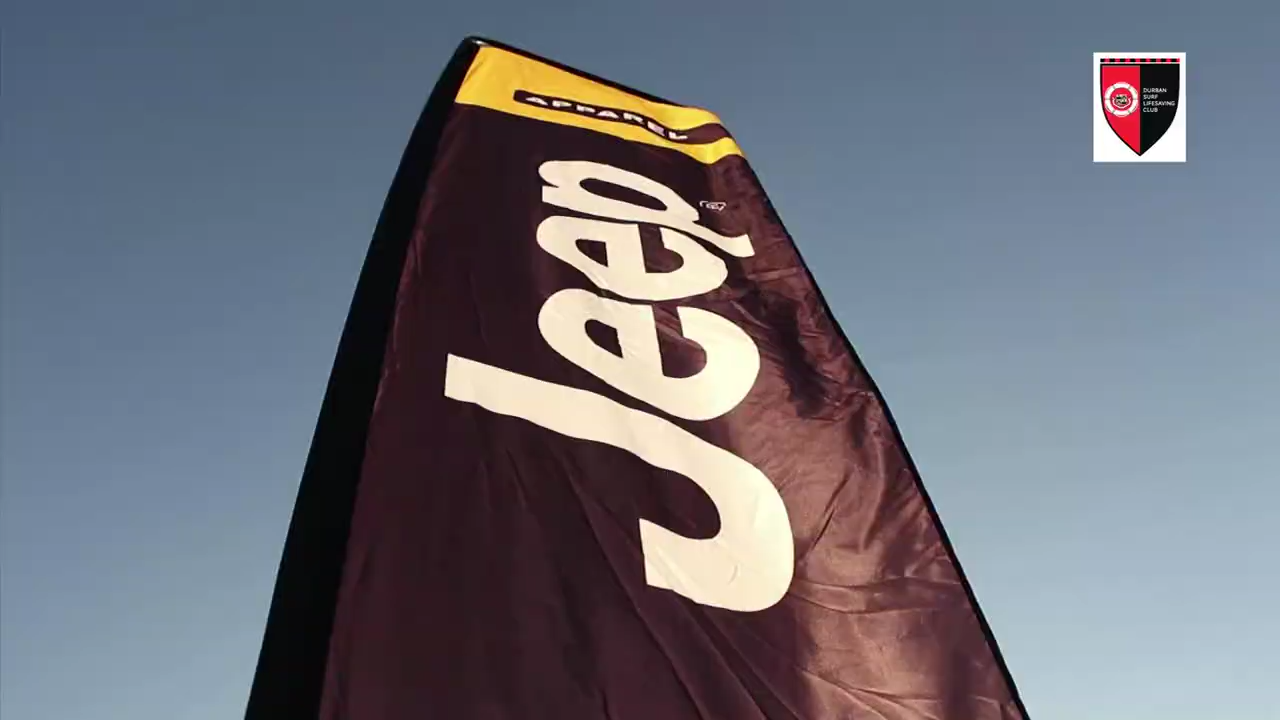 APPAREL
Jeep
DURBAN
SURF
LIFESAVING
CLUB